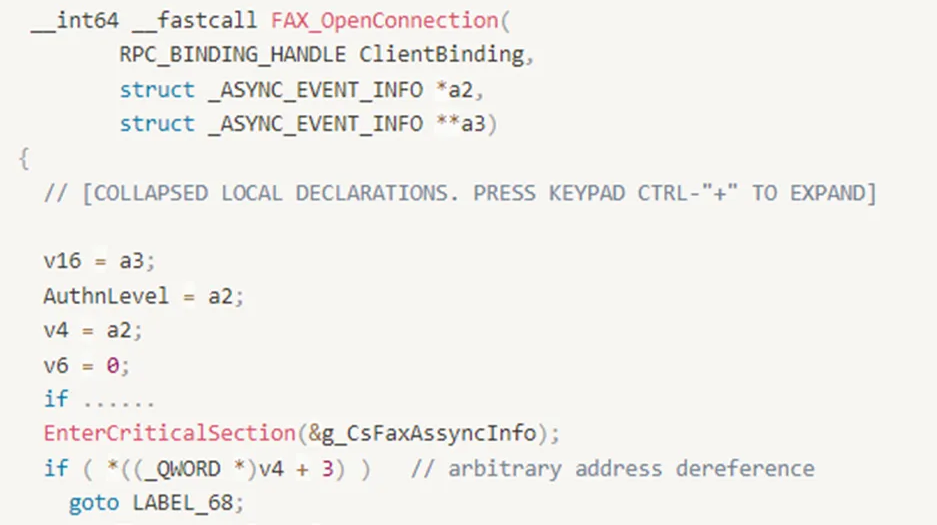 __int64 __fastcall FAX_OpenConnection(
RPC_BINDING_HANDLE ClientBinding,
struct _ASYNC_EVENT_INFO *a2,
struct _ASYNC_EVENT_INFO **a3)
{
// [COLLAPSED LOCAL DECLARATIONS. PRESS KEYPAD CTRL-"+" TO EXPAND]
v16 = a3;
AuthnLevel = a2;
v4 = a2;
v6 = 0;
if ......
EnterCriticalSection(&g_CsFaxAssyncInfo);
if ( *((_QWORD *)v4 + 3) ) // arbitrary address dereference
goto LABEL_68;